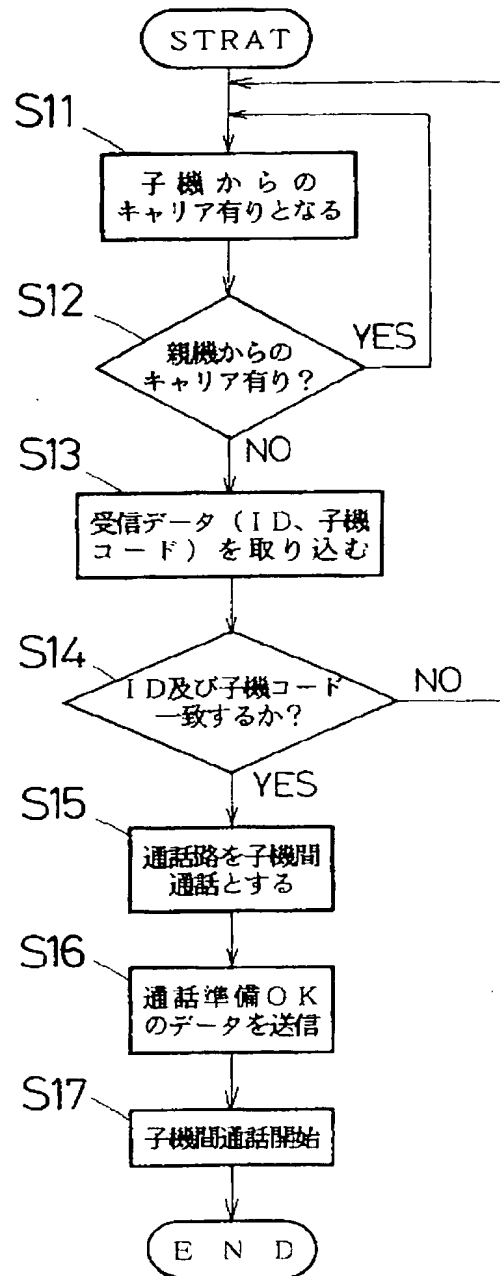 STRAT
S11
子機からの
キャリア有りとなる
S12
親機からの
キャリア有り？
YES
NO
S13
受信データ（ID、子機
コード）を取り込む
S14
ID及び子機コード
一致するか？
NO
YES
S15
通話路を子機間
通話とする
S16
通話準備OK
のデータを送信
S17
子機間通話開始
END